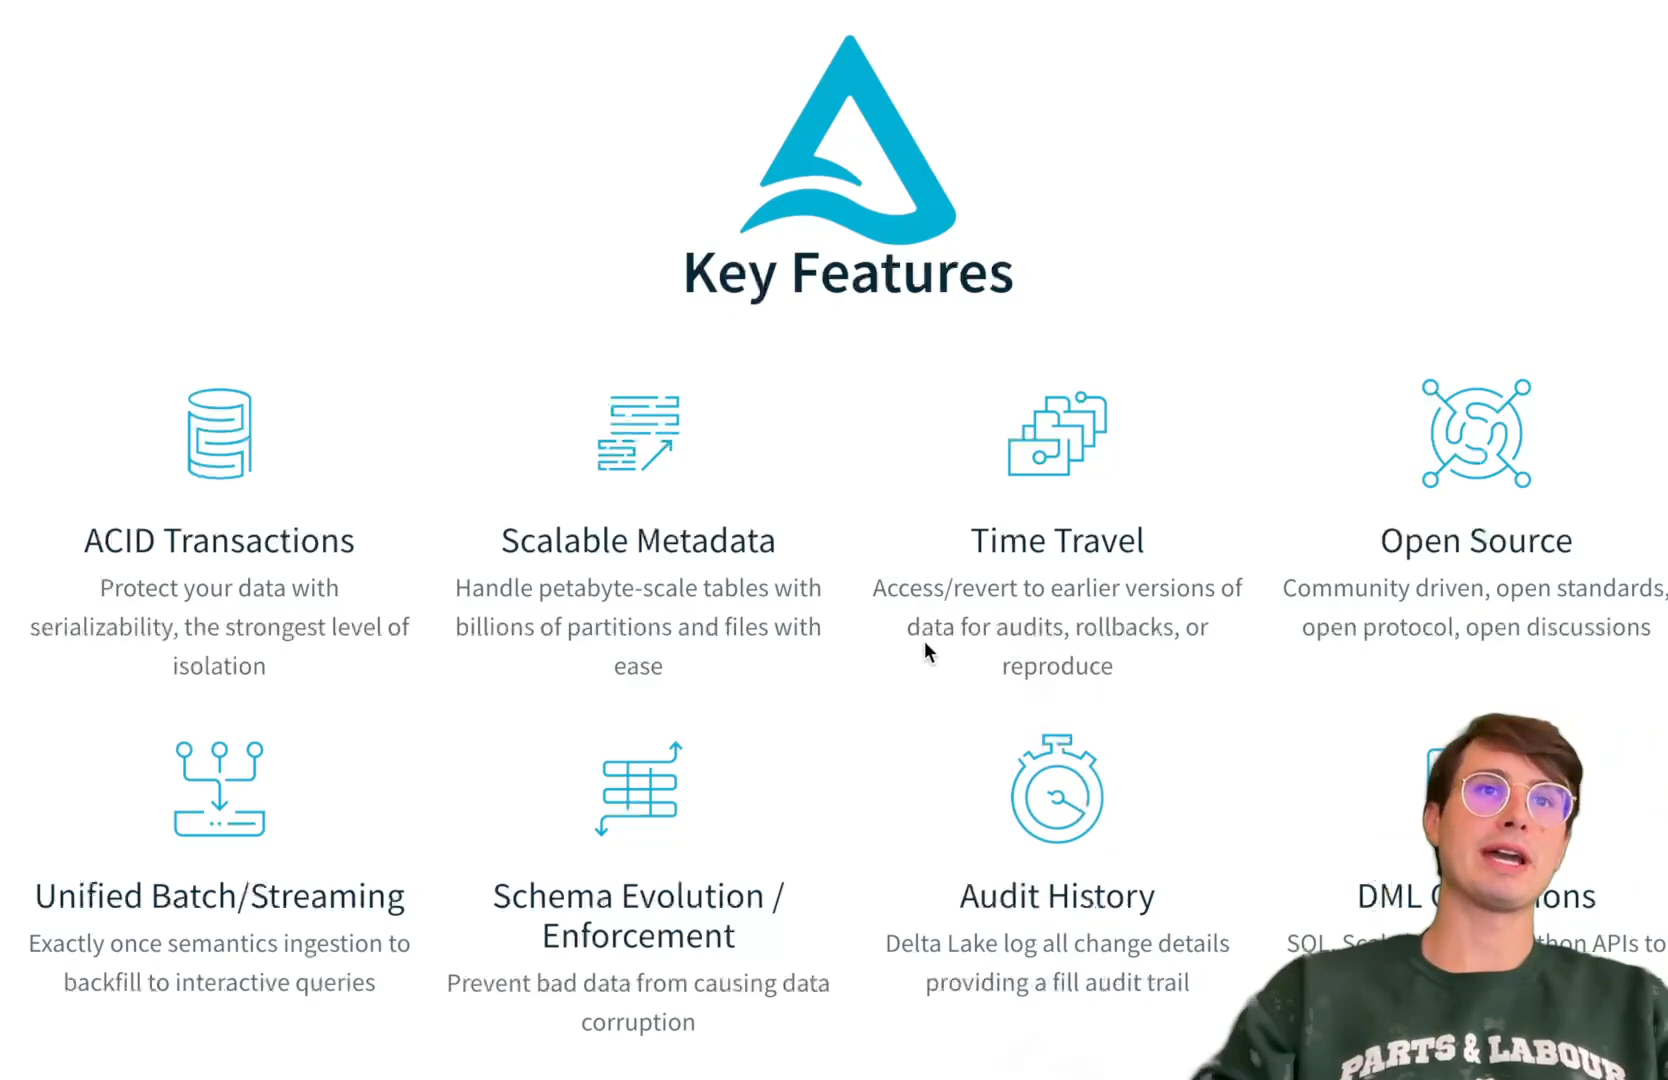 Key Features
ACID Transactions
Protect your data with
serializability, the strongest level of
isolation
Scalable Metadata
Handle petabyte-scale tables with
billions of partitions and files with
ease
Time Travel
Access/revert to earlier versions of
data for audits, rollbacks, or
reproduce
Open Source
Community driven, open standards,
open protocol, open discussions
Unified Batch/Streaming
Exactly once semantics ingestion to
backfill to interactive queries
Schema Evolution /
Enforcement
Prevent bad data from causing data
corruption
Audit History
Delta Lake log all change details
providing a fill audit trail
DML
SQL, APIs to
PARTS & LABOUR